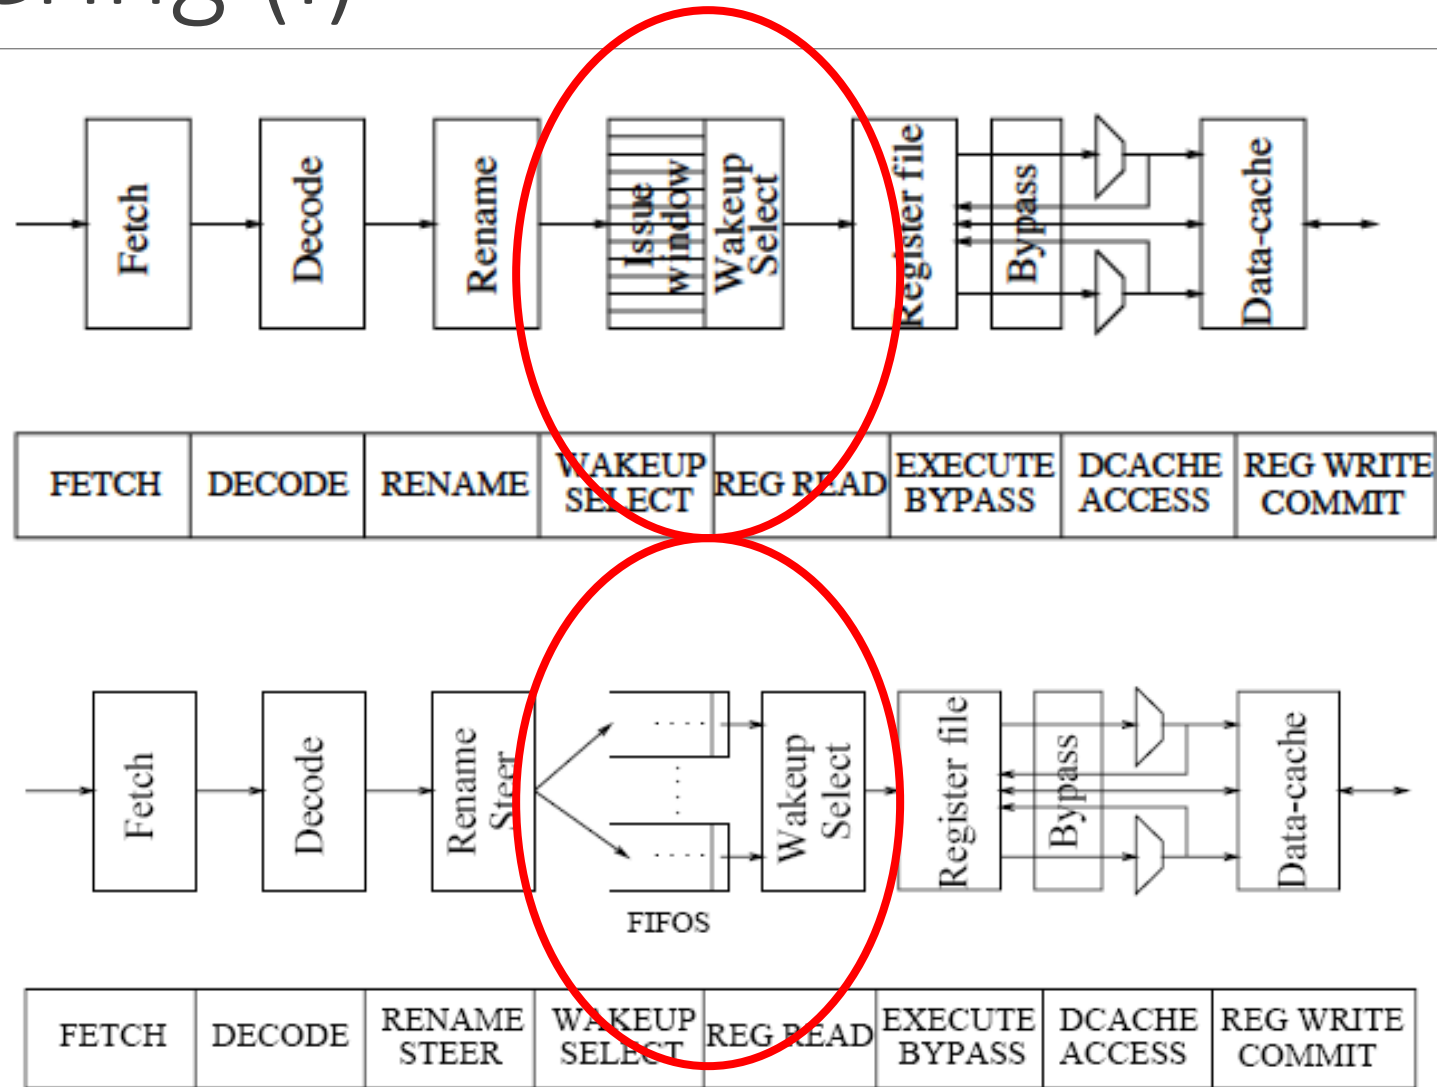 Fetch
Decode
Rename
Issue
window
Wakeup
Select
Register file
Bypass
Data-cache
FETCH
DECODE
RENAME
WAKEUP
SELECT
REG READ
EXECUTE
BYPASS
DCACHE
ACCESS
REG WRITE
COMMIT
Fetch
Decode
Rename
Steer
FIFOS
Wakeup
Select
Register file
Bypass
Data-cache
FETCH
DECODE
RENAME
STEER
WAKEUP
SELECT
REG READ
EXECUTE
BYPASS
DCACHE
ACCESS
REG WRITE
COMMIT